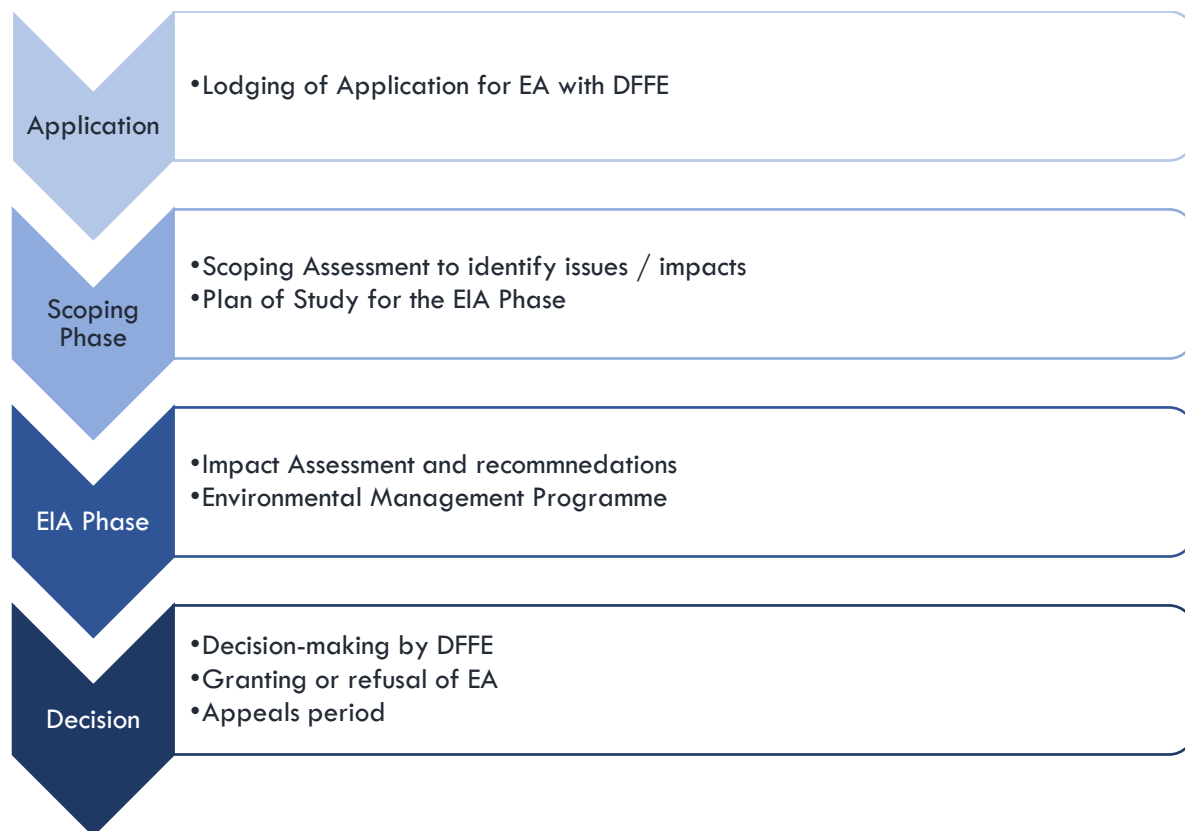 Application
•Lodging of Application for EA with DFFE
Scoping
Phase
•Scoping Assessment to identify issues / impacts
•Plan of Study for the EIA Phase
EIA Phase
•Impact Assessment and recommnedations
•Environmental Management Programme
Decision
•Decision-making by DFFE
•Granting or refusal of EA
•Appeals period